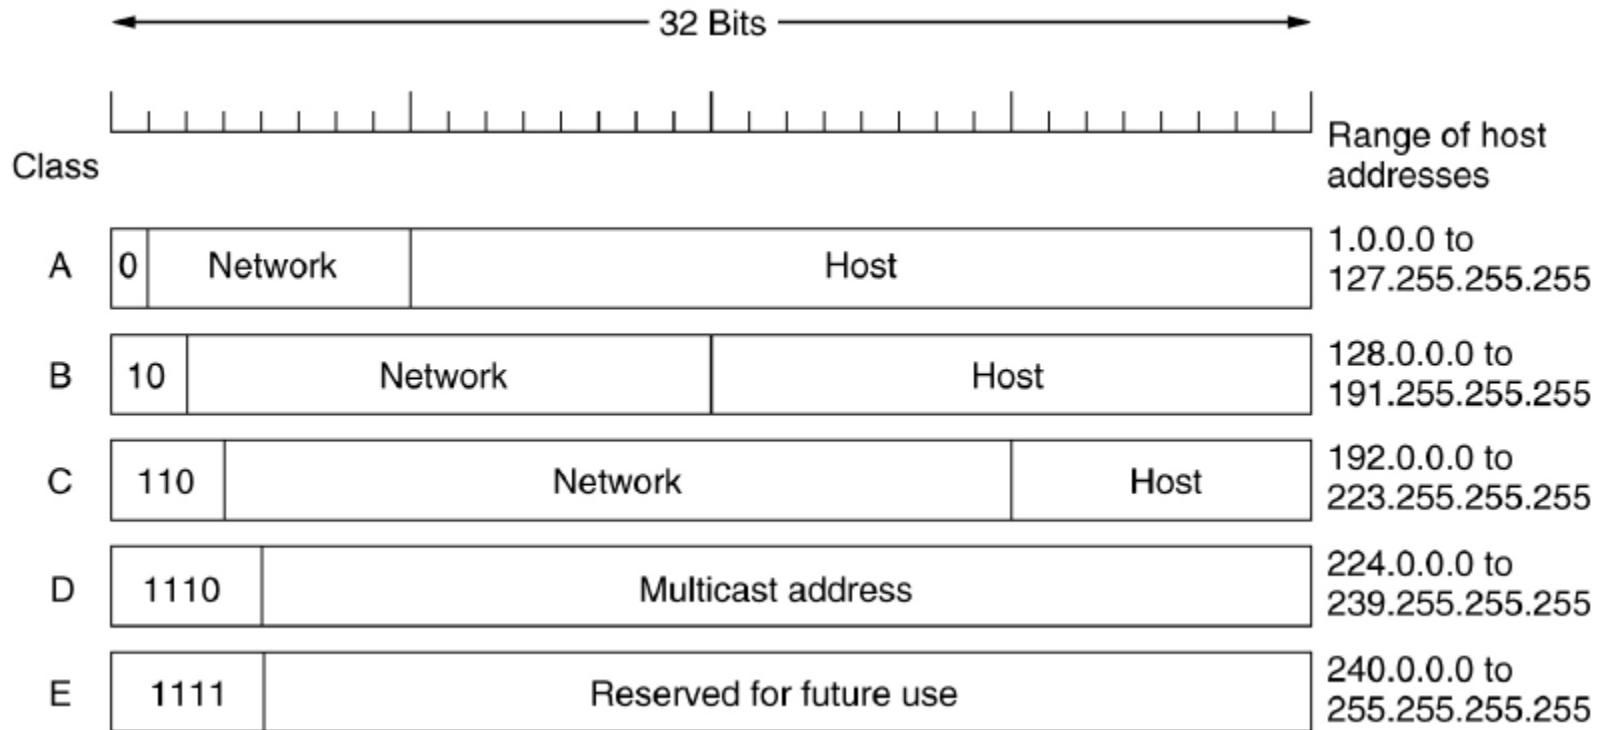 32 Bits
Range of host
addresses
Class
A
0
Network
Host
1.0.0.0 to
127.255.255.255
B
10
Network
Host
128.0.0.0 to
191.255.255.255
C
110
Network
Host
192.0.0.0 to
223.255.255.255
D
1110
Multicast address
224.0.0.0 to
239.255.255.255
E
1111
Reserved for future use
240.0.0.0 to
255.255.255.255